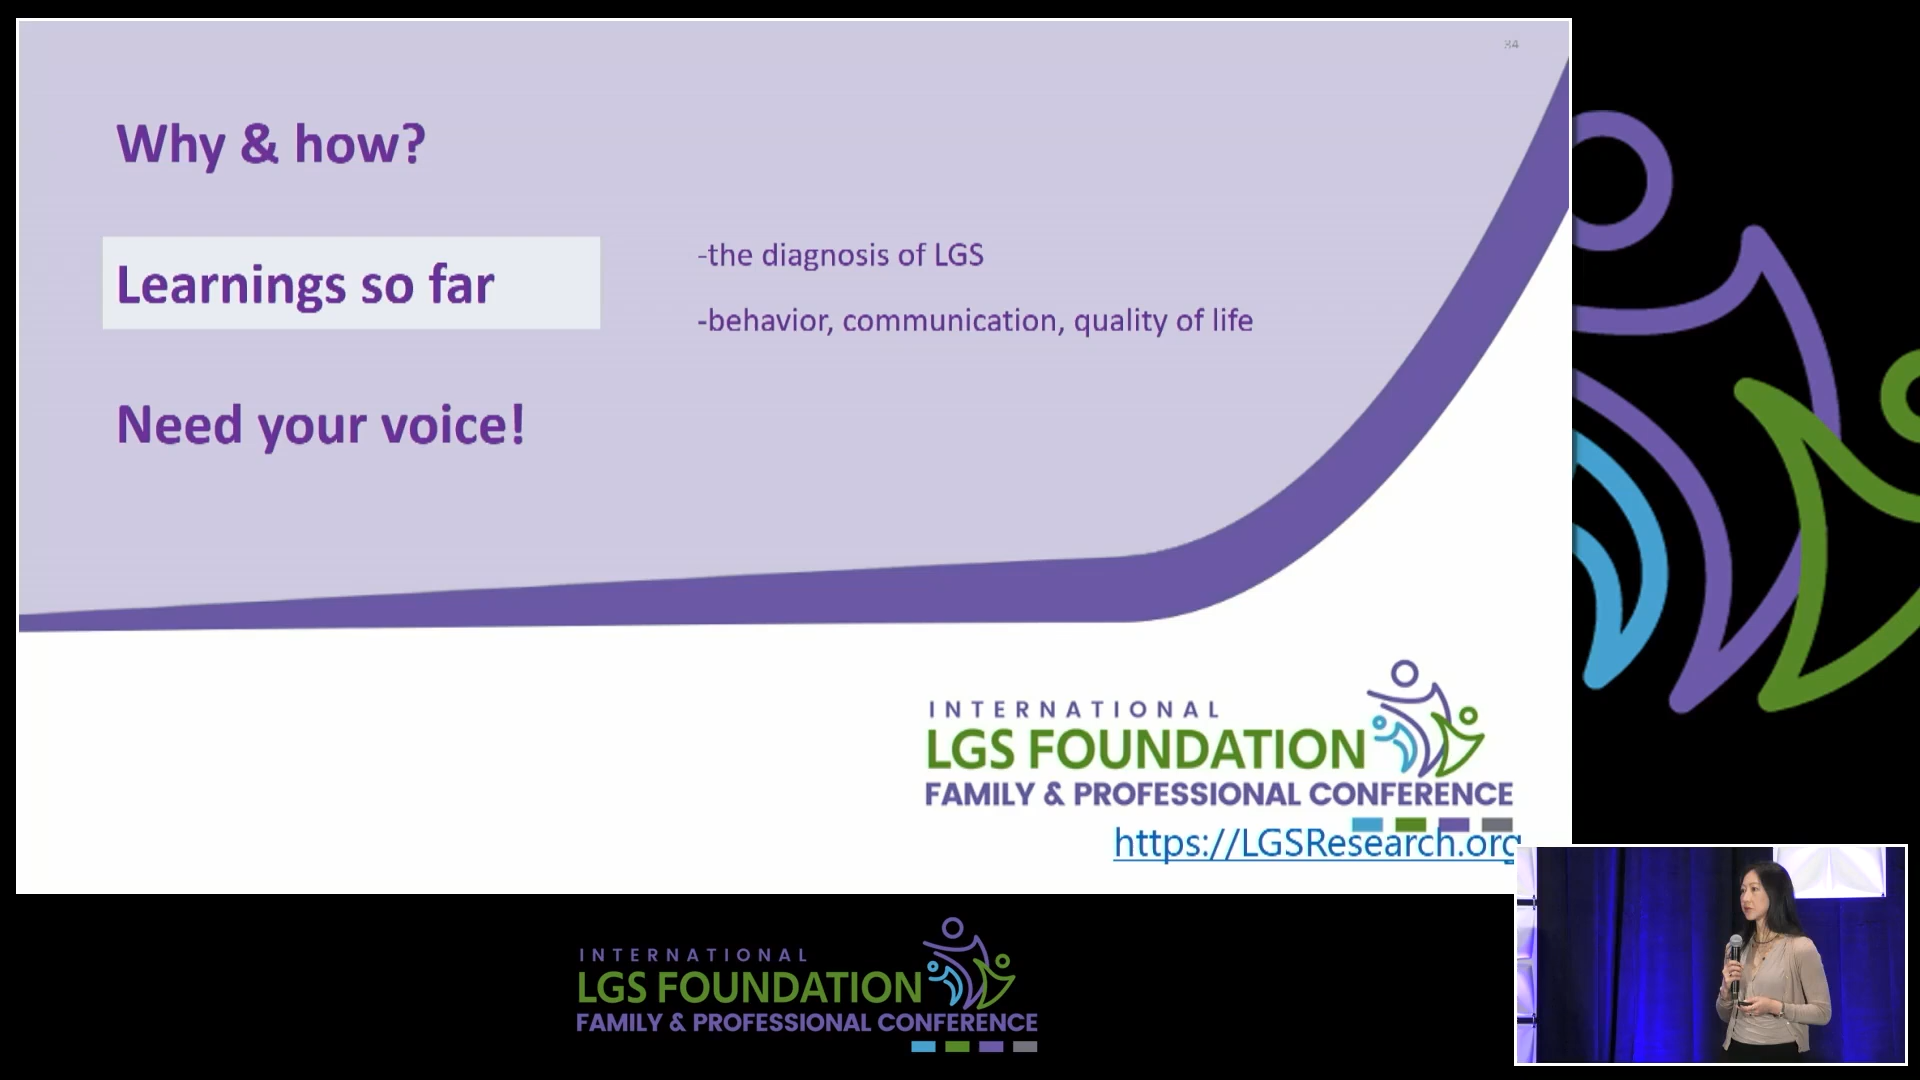 34
Why & how?
Learnings so far
-the diagnosis of LGS
-behavior, communication, quality of life
Need your voice!
INTERNATIONAL
LGS FOUNDATION
FAMILY & PROFESSIONAL CONFERENCE
https://LGSResearch.org
INTERNATIONAL
LGS FOUNDATION
FAMILY & PROFESSIONAL CONFERENCE